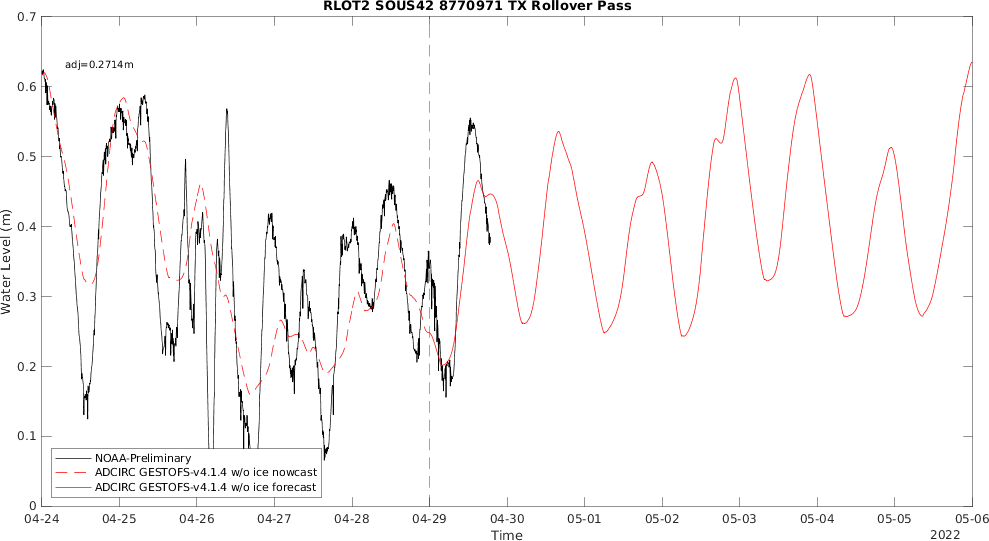 RLOT2 SOUS42 8770971 TX Rollover Pass
0.7
adj=0.2714m
0.6
0.5
0.4
Water Level (m)
0.3
0.2
0.1
NOAA-Preliminary
ADCIRC GESTOFS-v4.1.4 w/o ice nowcast
ADCIRC GESTOFS-v4.1.4 w/o ice forecast
0
04-24 04-25 04-26 04-27 04-28 04-29 04-30 05-01 05-02 05-03 05-04 05-05 05-06
Time
2022